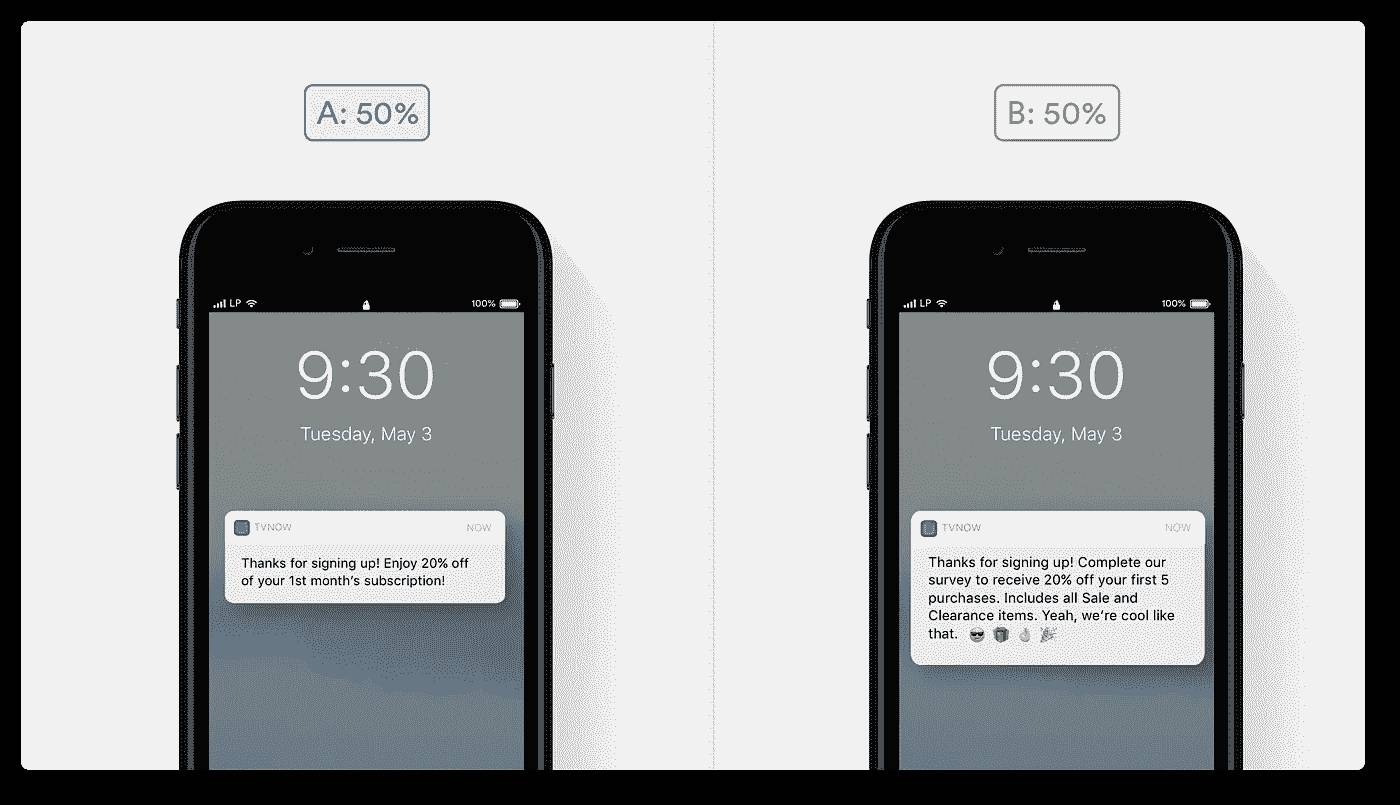 A: 50%
LP 100%
9:30
Tuesday, May 3
TVNOW NOW
Thanks for signing up! Enjoy 20% off
of your 1st month's subscription!
B: 50%
LP 100%
9:30
Tuesday, May 3
TVNOW NOW
Thanks for signing up! Complete our
survey to receive 20% off your first 5
purchases. Includes all Sale and
Clearance items. Yeah, we're cool like
that. 😎 🎁 👌 🎉